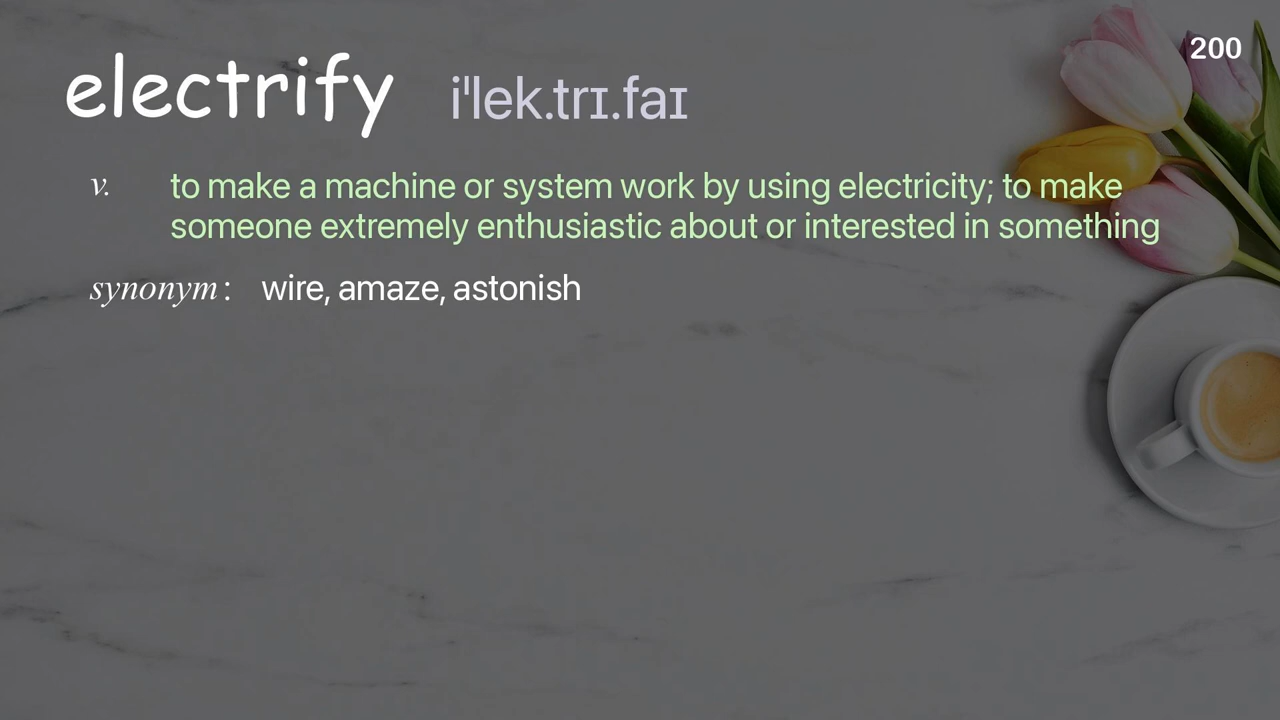 200
electrify iˈlek.trɪ.faɪ
v. to make a machine or system work by using electricity; to make
someone extremely enthusiastic about or interested in something
synonym : wire, amaze, astonish